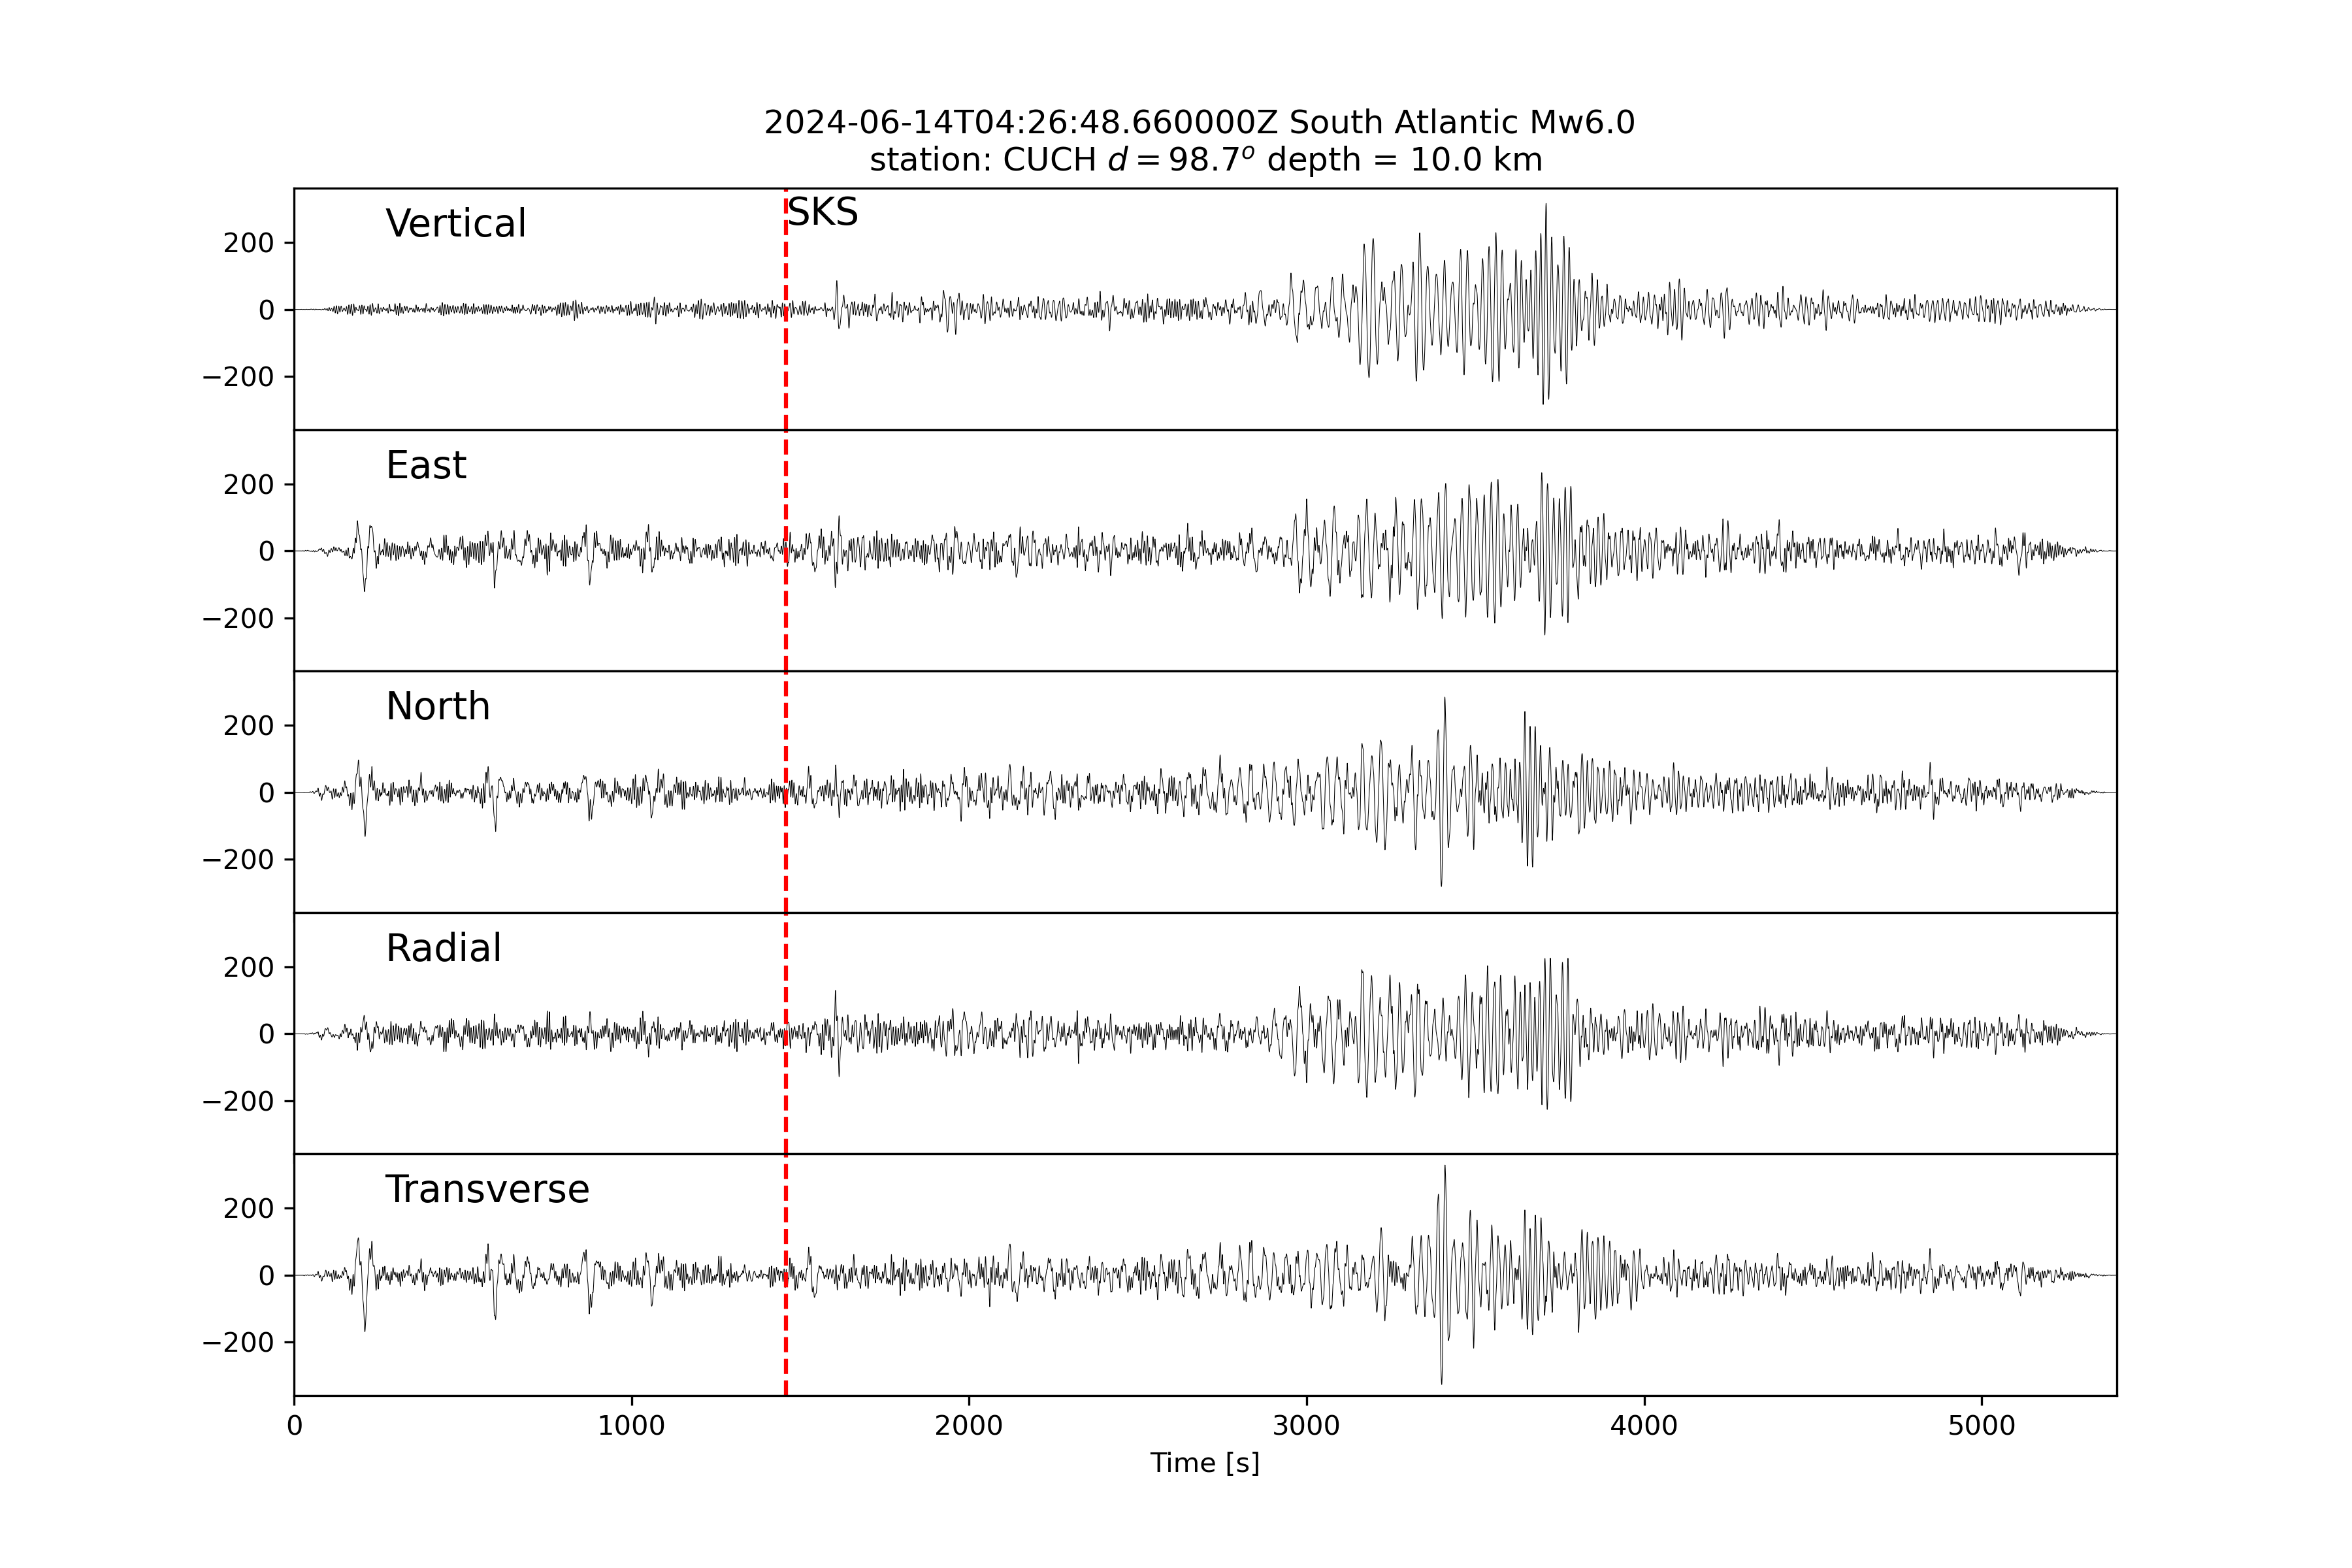 2024-06-14T04:26:48.660000Z South Atlantic Mw6.0
station: CUCH d = 98.7° depth = 10.0 km
Vertical
SKS
200
0
−200
East
200
0
−200
North
200
0
−200
Radial
200
0
−200
Transverse
200
0
−200
0 1000 2000 3000 4000 5000
Time [s]